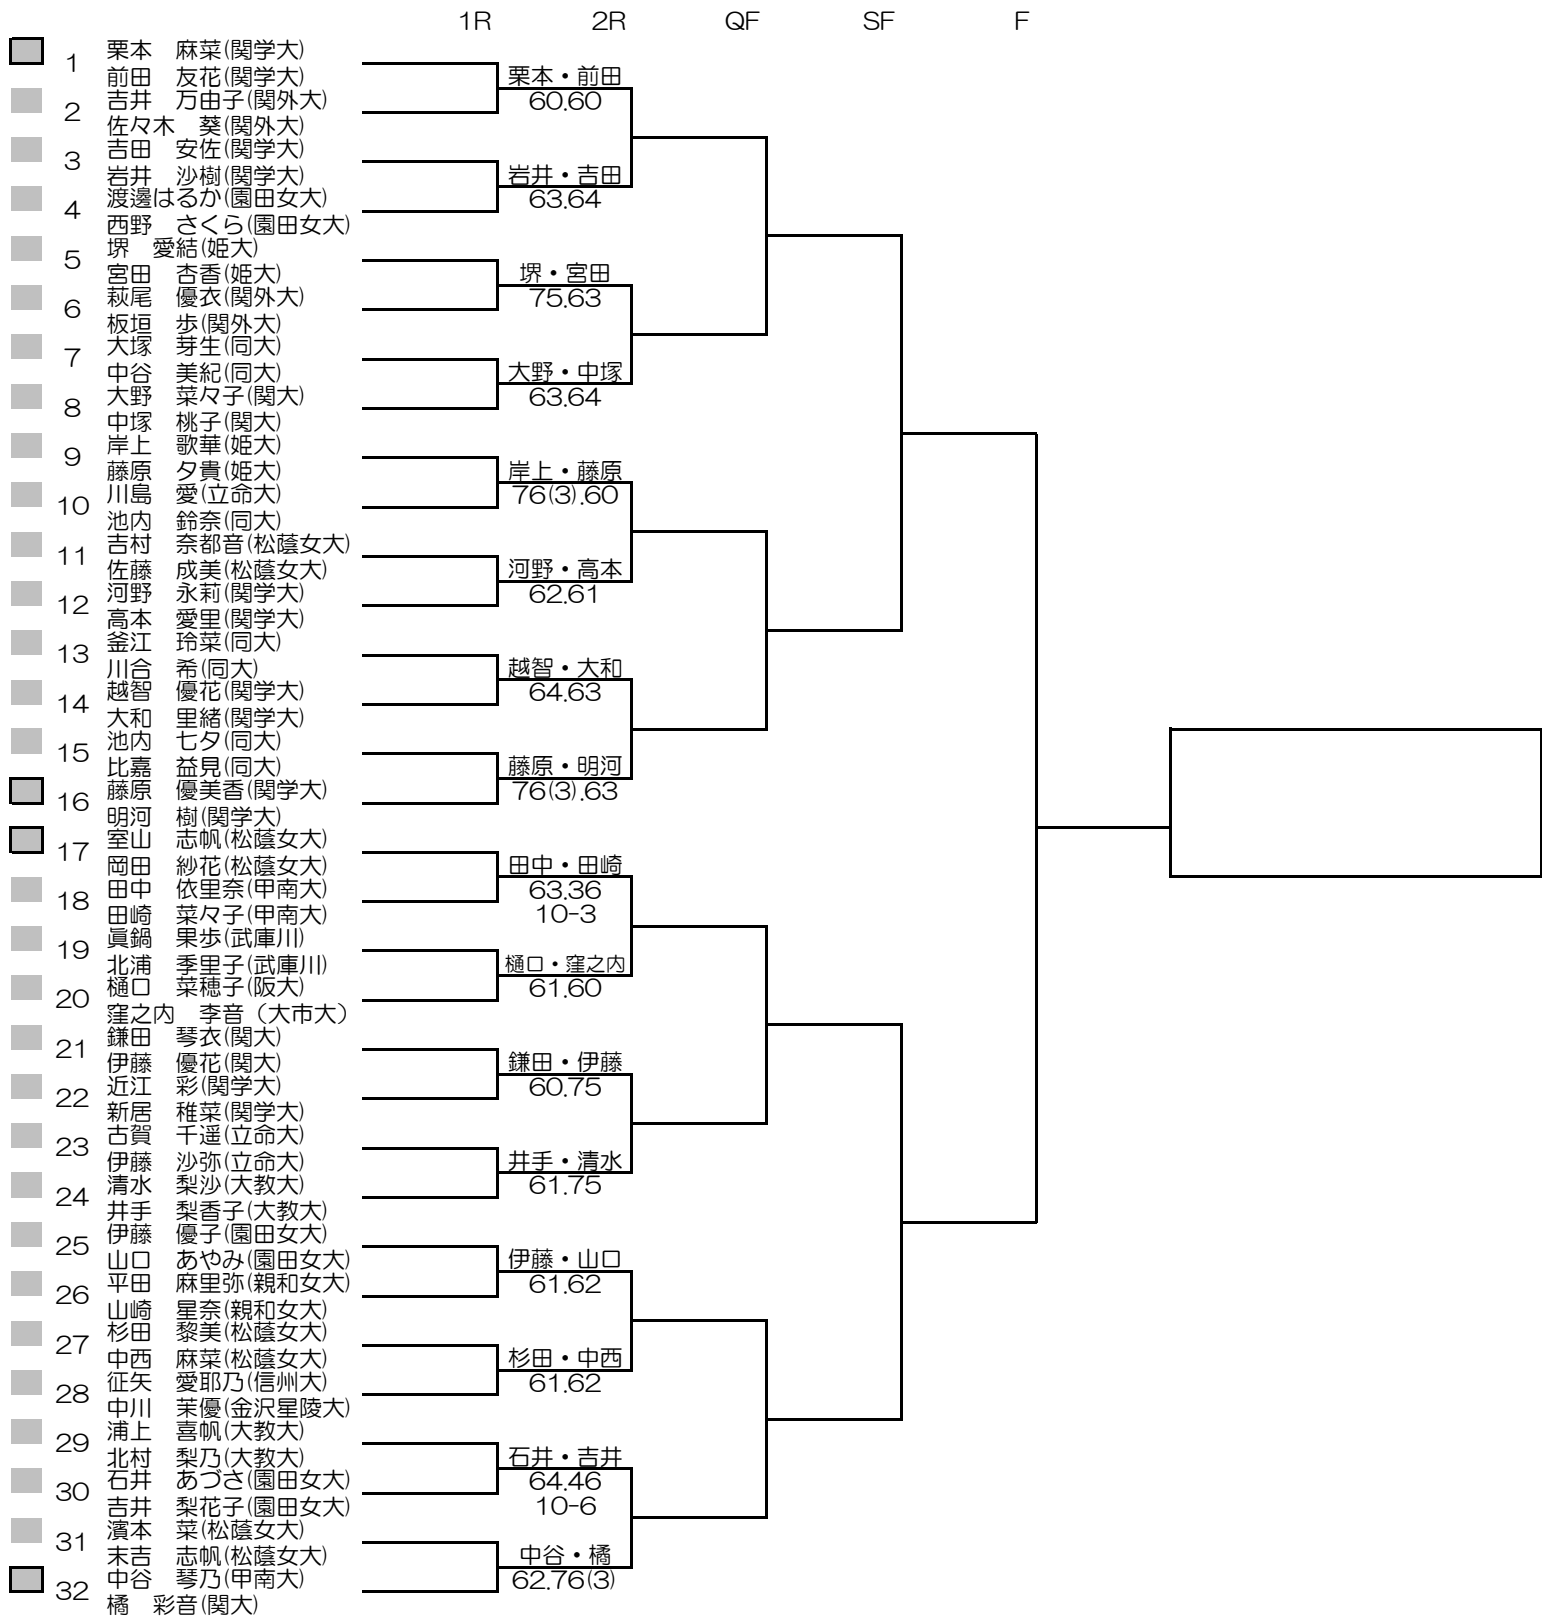 1R 2R QF SF F
1 栗本 麻菜(関学大)
前田 友花(関学大)
栗本・前田
60.60
2 吉井 万由子(関外大)
佐々木 葵(関外大)
3 吉田 安佐(関学大)
岩井 沙樹(関学大)
岩井・吉田
63.64
4 渡邊はるか(園田女大)
西野 さくら(園田女大)
5 堺 愛結(姫大)
宮田 杏香(姫大)
堺・宮田
75.63
6 萩尾 優衣(関外大)
板垣 歩(関外大)
7 大塚 芽生(同大)
中谷 美紀(同大)
大野・中塚
63.64
8 大野 菜々子(関大)
中塚 桃子(関大)
9 岸上 歌華(姫大)
藤原 夕貴(姫大)
岸上・藤原
76(3).60
10 川島 愛(立命大)
池内 鈴奈(同大)
11 吉村 奈都音(松蔭女大)
佐藤 成美(松蔭女大)
河野・高本
62.61
12 河野 永莉(関学大)
高本 愛里(関学大)
13 釜江 玲菜(同大)
川合 希(同大)
越智・大和
64.63
14 越智 優花(関学大)
大和 里緒(関学大)
15 池内 七夕(同大)
比嘉 益見(同大)
藤原・明河
76(3).63
16 藤原 優美香(関学大)
明河 樹(関学大)
17 室山 志帆(松蔭女大)
岡田 紗花(松蔭女大)
田中・田崎
63.36
10-3
18 田中 依里奈(甲南大)
田崎 菜々子(甲南大)
19 眞鍋 果歩(武庫川)
北浦 季里子(武庫川)
樋口・窪之内
61.60
20 樋口 菜穂子(阪大)
窪之内 李音（大市大）
21 鎌田 琴衣(関大)
伊藤 優花(関大)
鎌田・伊藤
60.75
22 近江 彩(関学大)
新居 稚菜(関学大)
23 古賀 千遥(立命大)
伊藤 沙弥(立命大)
井手・清水
61.75
24 清水 梨沙(大教大)
井手 梨香子(大教大)
25 伊藤 優子(園田女大)
山口 あやみ(園田女大)
伊藤・山口
61.62
26 平田 麻里弥(親和女大)
山崎 星奈(親和女大)
27 杉田 黎美(松蔭女大)
中西 麻菜(松蔭女大)
杉田・中西
61.62
28 征矢 愛耶乃(信州大)
中川 茉優(金沢星陵大)
29 浦上 喜帆(大教大)
北村 梨乃(大教大)
石井・吉井
64.46
10-6
30 石井 あづさ(園田女大)
吉井 梨花子(園田女大)
31 濱本 菜(松蔭女大)
末吉 志帆(松蔭女大)
中谷・橘
62.76(3)
32 中谷 琴乃(甲南大)
橘 彩音(関大)